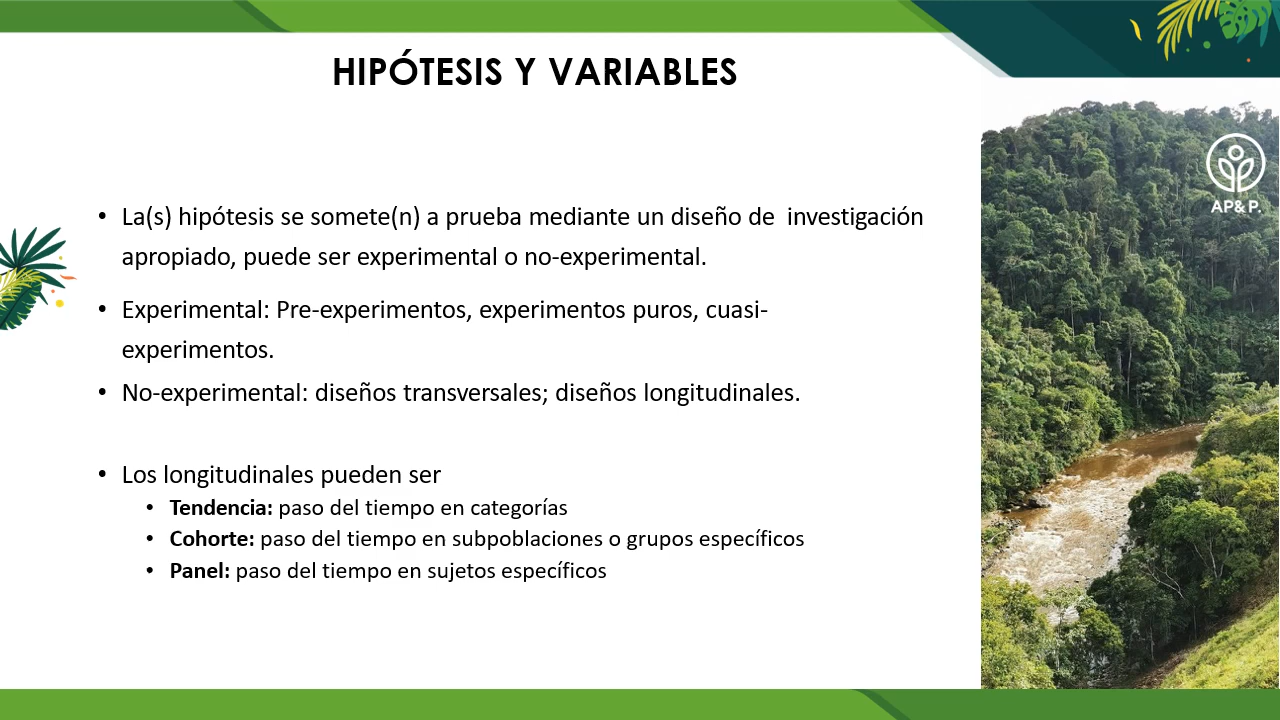 HIPÓTESIS Y VARIABLES
AP&P.
• La(s) hipótesis se somete(n) a prueba mediante un diseño de  investigación
apropiado, puede ser experimental o no-experimental.
• Experimental: Pre-experimentos, experimentos puros, cuasi-
experimentos.
• No-experimental: diseños transversales; diseños longitudinales.
• Los longitudinales pueden ser
• Tendencia: paso del tiempo en categorías
• Cohorte: paso del tiempo en subpoblaciones o grupos específicos
• Panel: paso del tiempo en sujetos específicos